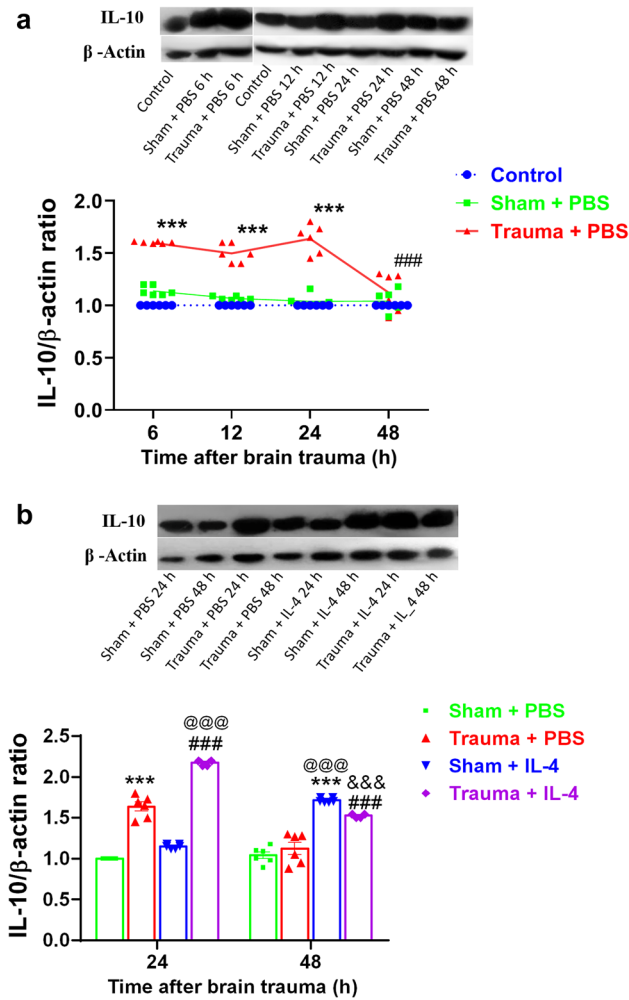 a
IL-10
β -Actin
Control
Sham + PBS 6 h
Trauma + PBS 6 h
Control
Sham + PBS 12 h
Trauma + PBS 12 h
Sham + PBS 24 h
Trauma + PBS 24 h
Sham + PBS 48 h
Trauma + PBS 48 h
Control
Sham + PBS
Trauma + PBS
IL-10/β-actin ratio
2.0
1.5
1.0
0.5
0.0
***
***
***
###
6
12
24
48
Time after brain trauma (h)
b
IL-10
β -Actin
Sham + PBS 24 h
Sham + PBS 48 h
Trauma + PBS 24 h
Trauma + PBS 48 h
Sham + IL-4 24 h
Sham + IL-4 48 h
Trauma + IL-4 24 h
Trauma + IL_4 48 h
Sham + PBS
Trauma + PBS
Sham + IL-4
Trauma + IL-4
IL-10/β-actin ratio
2.5
2.0
1.5
1.0
0.5
0.0
***
@@@
###
@@@
***
&&&
###
24
48
Time after brain trauma (h)